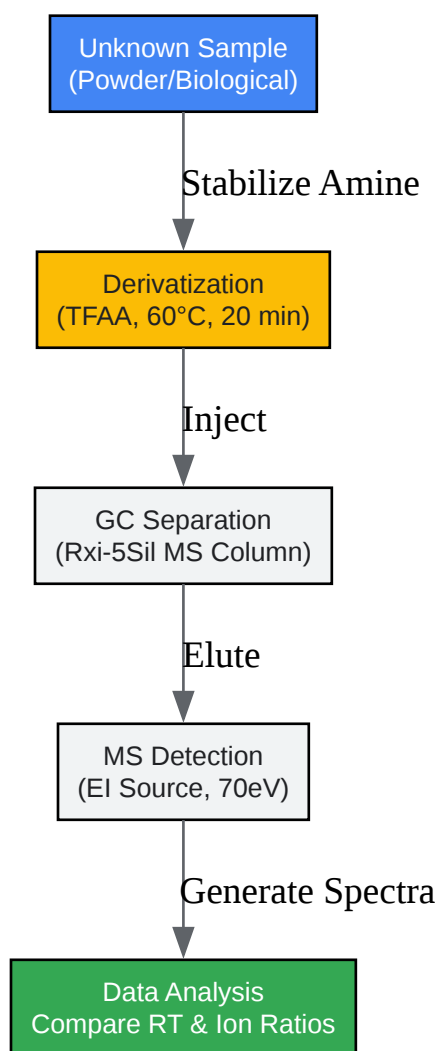 Unknown Sample
(Powder/Biological)
Stabilize Amine
Derivatization
(TFAA, 60°C, 20 min)
Inject
GC Separation
(Rxi-5Sil MS Column)
Elute
MS Detection
(EI Source, 70eV)
Generate Spectra
Data Analysis
Compare RT & Ion Ratios